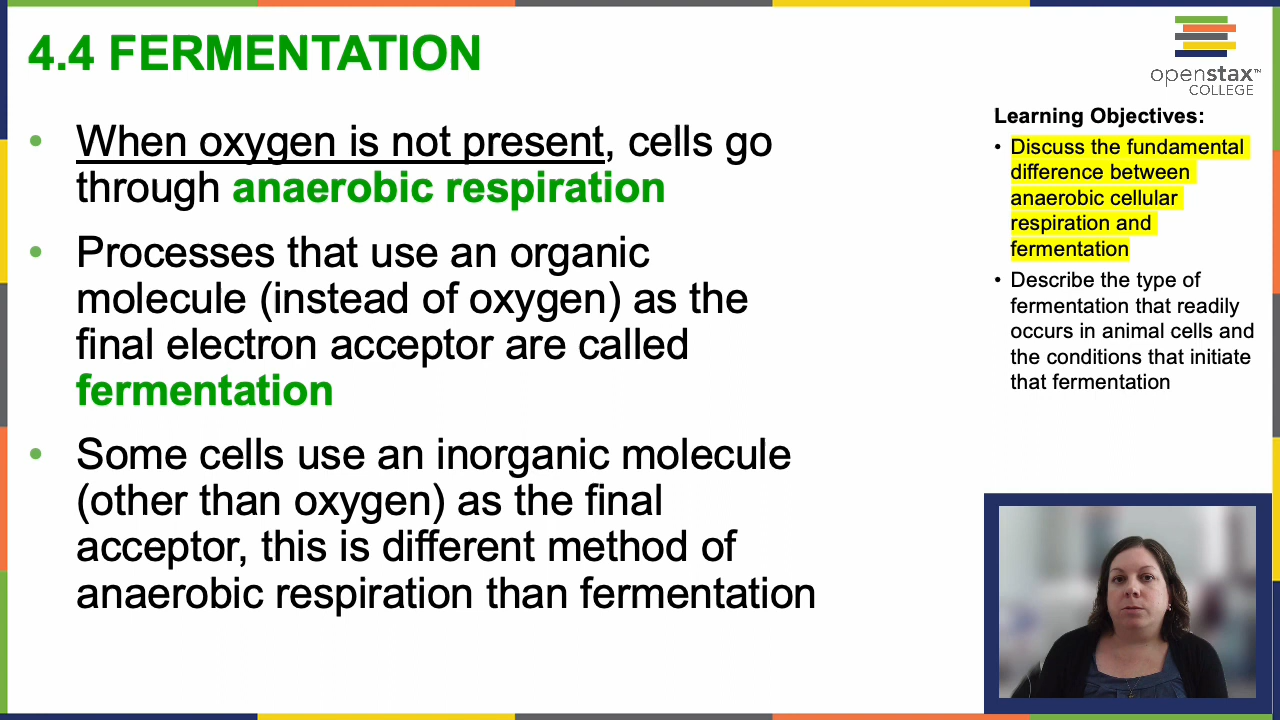 4.4 FERMENTATION
• When oxygen is not present, cells go
through anaerobic respiration
• Processes that use an organic
molecule (instead of oxygen) as the
final electron acceptor are called
fermentation
• Some cells use an inorganic molecule
(other than oxygen) as the final
acceptor, this is different method of
anaerobic respiration than fermentation
openstax™
COLLEGE
Learning Objectives:
• Discuss the fundamental
difference between
anaerobic cellular
respiration and
fermentation
• Describe the type of
fermentation that readily
occurs in animal cells and
the conditions that initiate
that fermentation